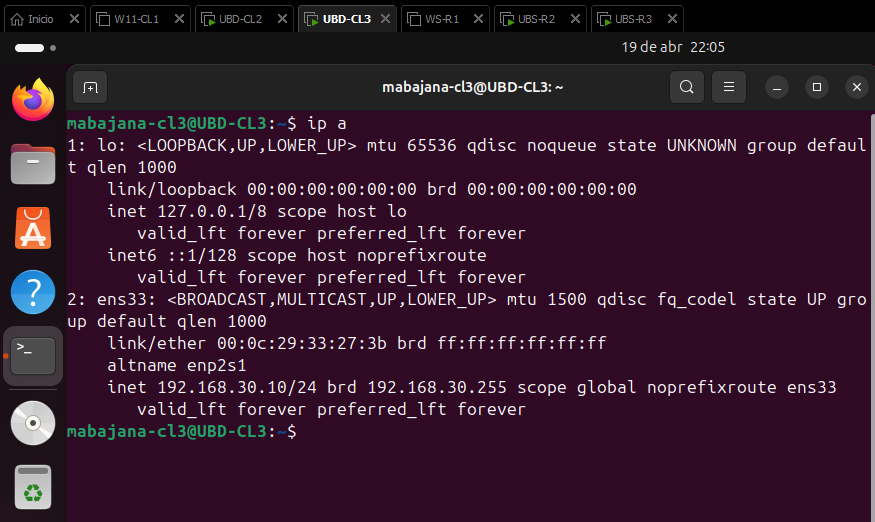 Inicio
W11-CL1
UBD-CL2
UBD-CL3
WS-R1
UBS-R2
UBS-R3
19 de abr 22:05
mabajana-cl3@UBD-CL3: ~
mabajana-cl3@UBD-CL3:~$ ip a
1: lo: <LOOPBACK,UP,LOWER_UP> mtu 65536 qdisc noqueue state UNKNOWN group defaul
t qlen 1000
    link/loopback 00:00:00:00:00:00 brd 00:00:00:00:00:00
    inet 127.0.0.1/8 scope host lo
       valid_lft forever preferred_lft forever
    inet6 ::1/128 scope host noprefixroute
       valid_lft forever preferred_lft forever
2: ens33: <BROADCAST,MULTICAST,UP,LOWER_UP> mtu 1500 qdisc fq_codel state UP gro
up default qlen 1000
    link/ether 00:0c:29:33:27:3b brd ff:ff:ff:ff:ff:ff
    altname enp2s1
    inet 192.168.30.10/24 brd 192.168.30.255 scope global noprefixroute ens33
       valid_lft forever preferred_lft forever
mabajana-cl3@UBD-CL3:~$